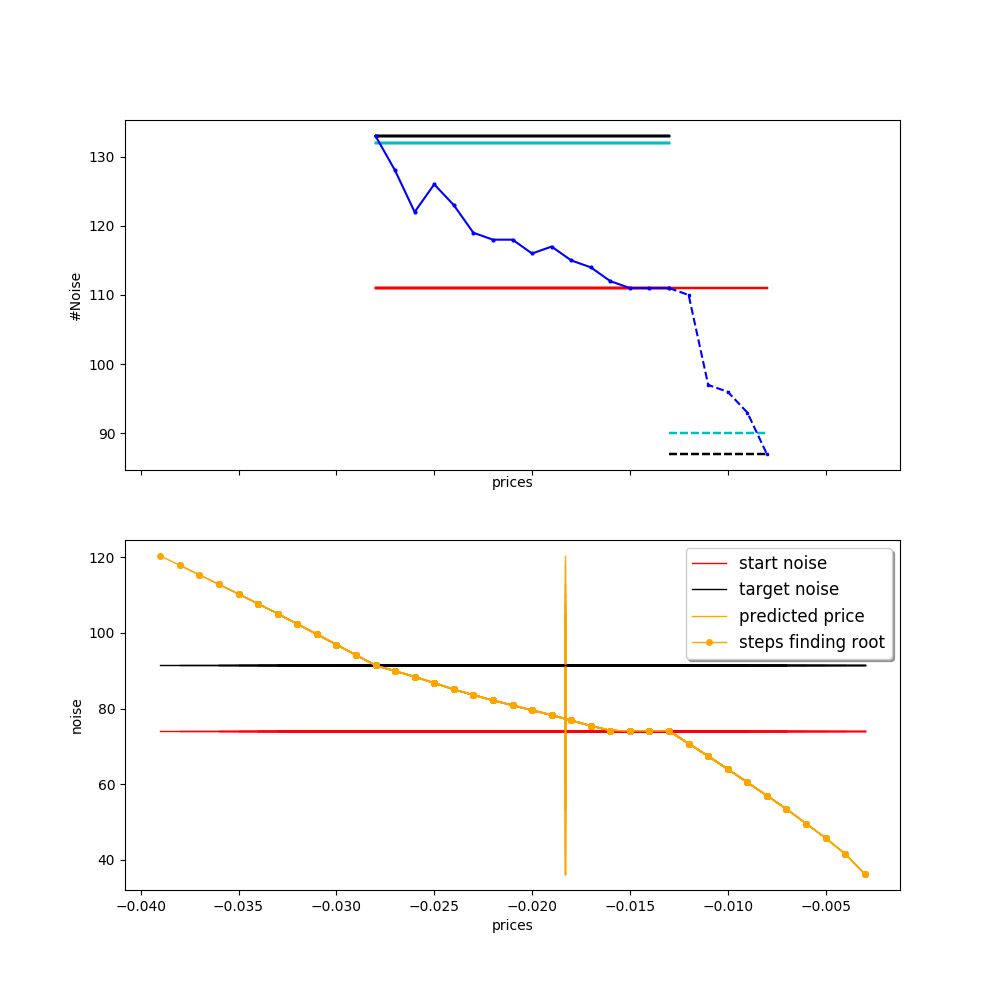 130
120
110
100
90
#Noise
prices
120
100
80
60
40
noise
start noise
target noise
predicted price
steps finding root
−0.040 −0.035 −0.030 −0.025 −0.020 −0.015 −0.010 −0.005
prices